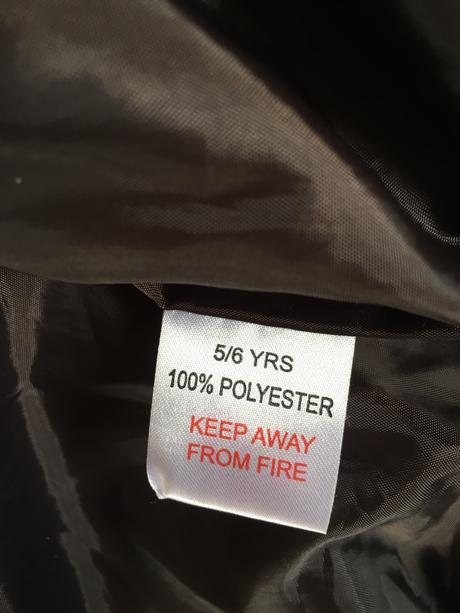 5/6 YRS
100% POLYESTER
KEEP AWAY
FROM FIRE